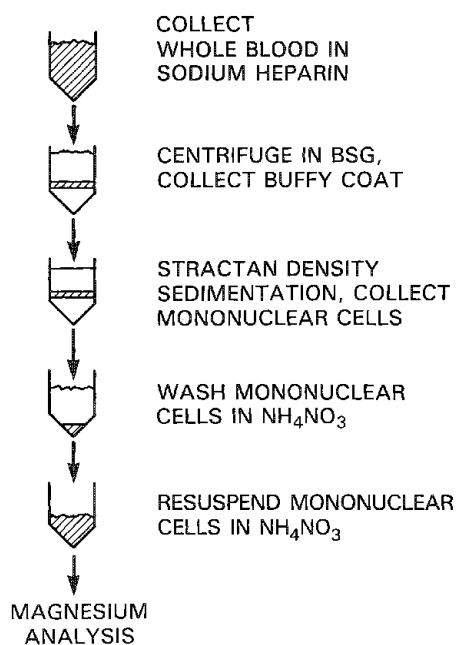 COLLECT
WHOLE BLOOD IN
SODIUM HEPARIN
CENTRIFUGE IN BSG,
COLLECT BUFFY COAT
STRACTAN DENSITY
SEDIMENTATION, COLLECT
MONONUCLEAR CELLS
WASH MONONUCLEAR
CELLS IN NH₄NO₃
RESUSPEND MONONUCLEAR
CELLS IN NH₄NO₃
MAGNESIUM
ANALYSIS